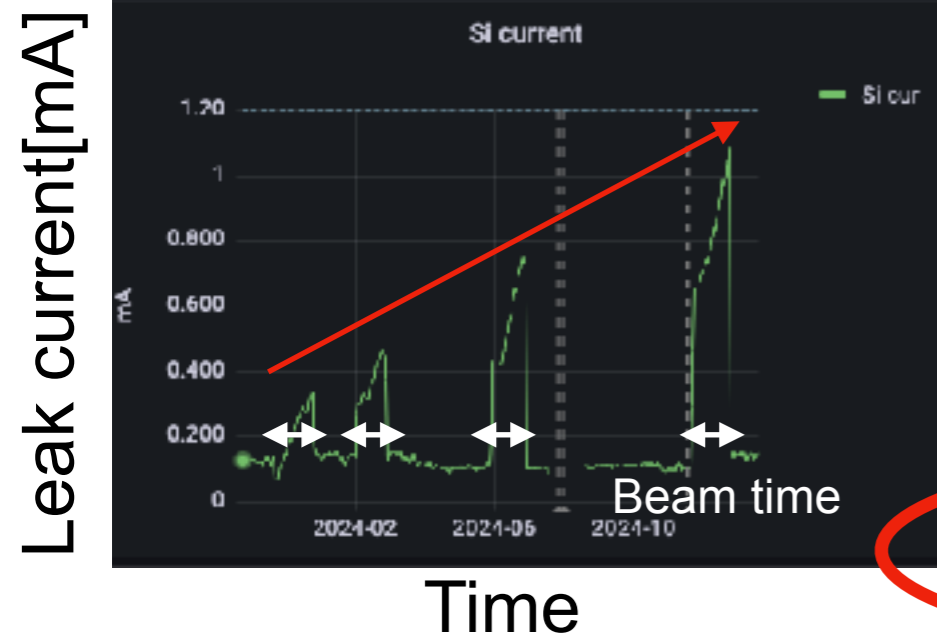 Leak current[mA]
Si current
Si cur
mA
1.20
1
0.800
0.600
0.400
0.200
0
Beam time
2024-02
2024-06
2024-10
Time